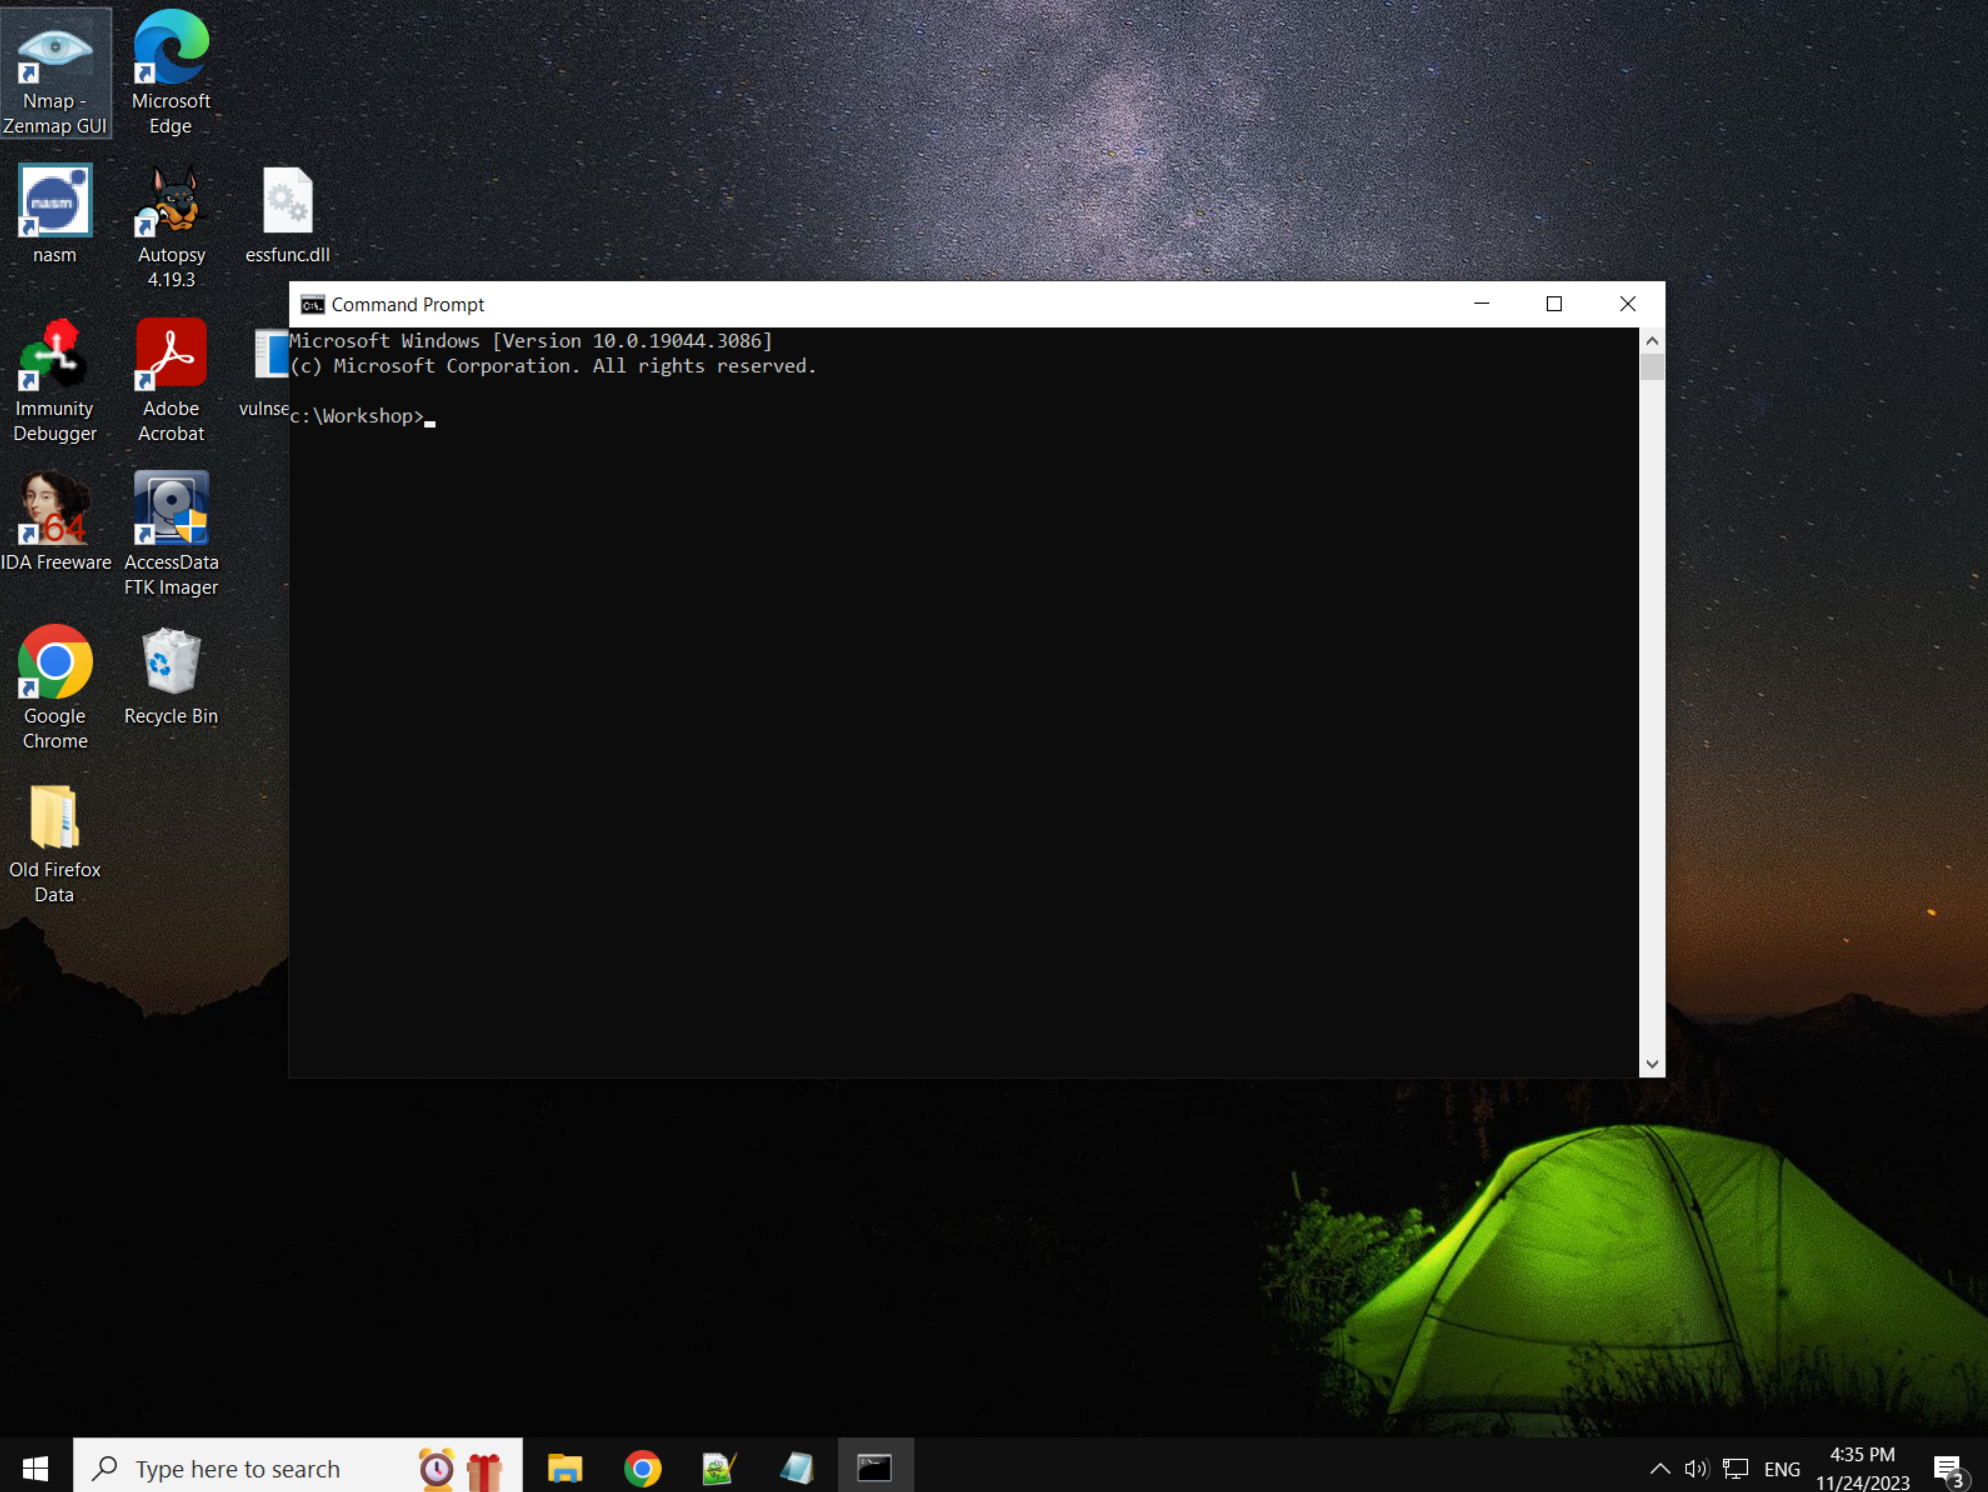 Nmap -
Zenmap GUI
Microsoft
Edge
nasm
nasm
Autopsy
4.19.3
essfunc.dll
Immunity
Debugger
Adobe
Acrobat
vulnse
64
IDA Freeware
AccessData
FTK Imager
Google
Chrome
Recycle Bin
Old Firefox
Data
Command Prompt
Microsoft Windows [Version 10.0.19044.3086]
(c) Microsoft Corporation. All rights reserved.
c:\Workshop>
Type here to search
ENG
4:35 PM
11/24/2023
3